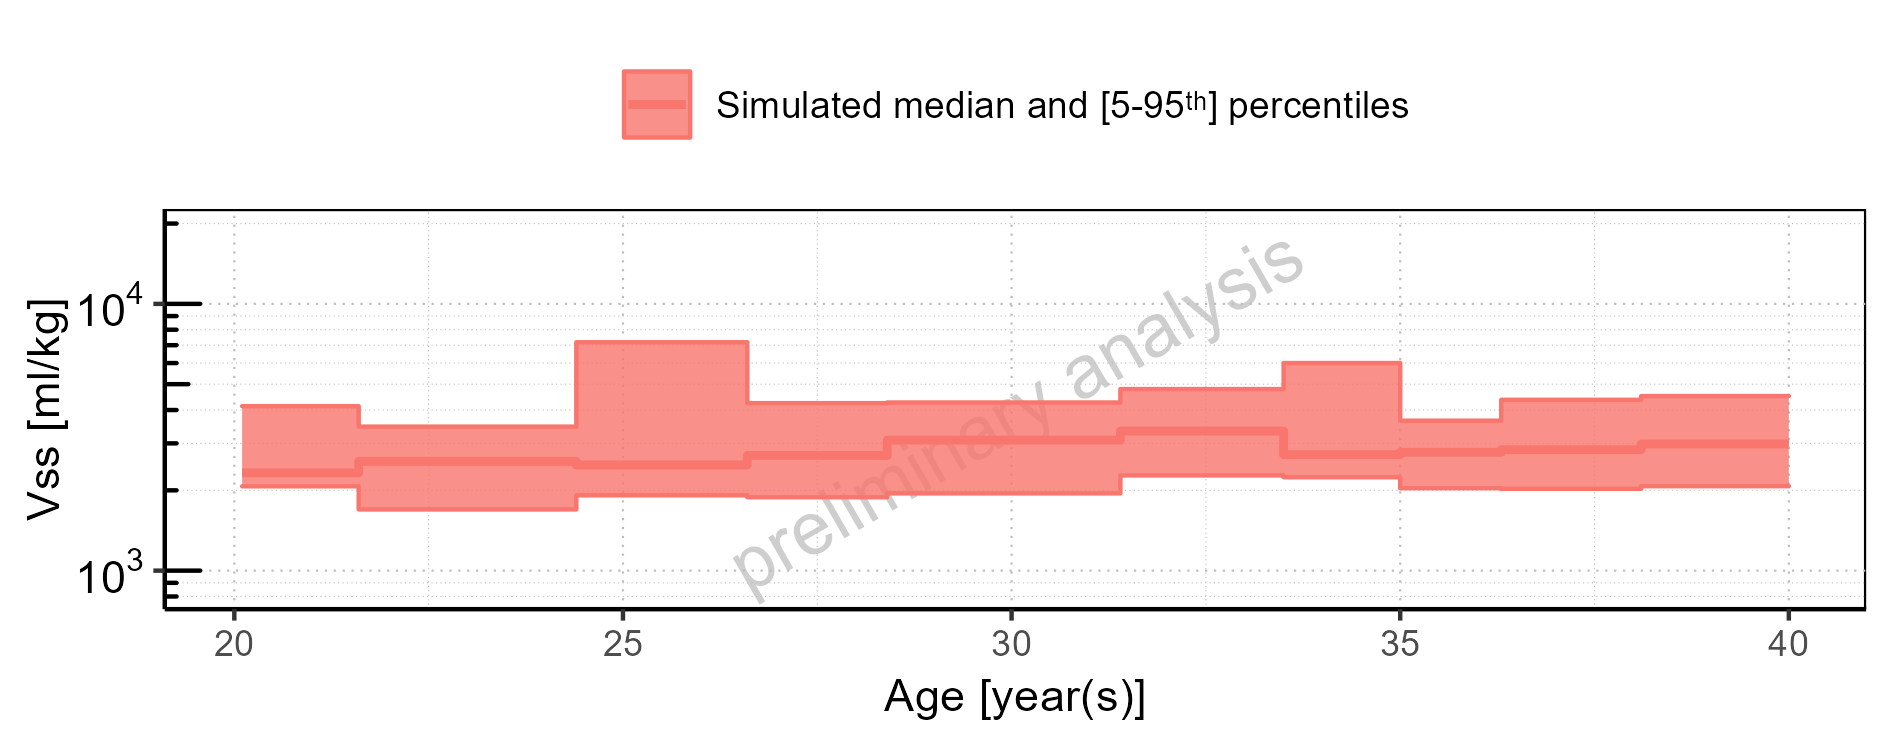 Simulated median and [5-95th] percentiles
Vss [ml/kg]
10^4
10^3
preliminary analysis
20 25 30 35 40
Age [year(s)]